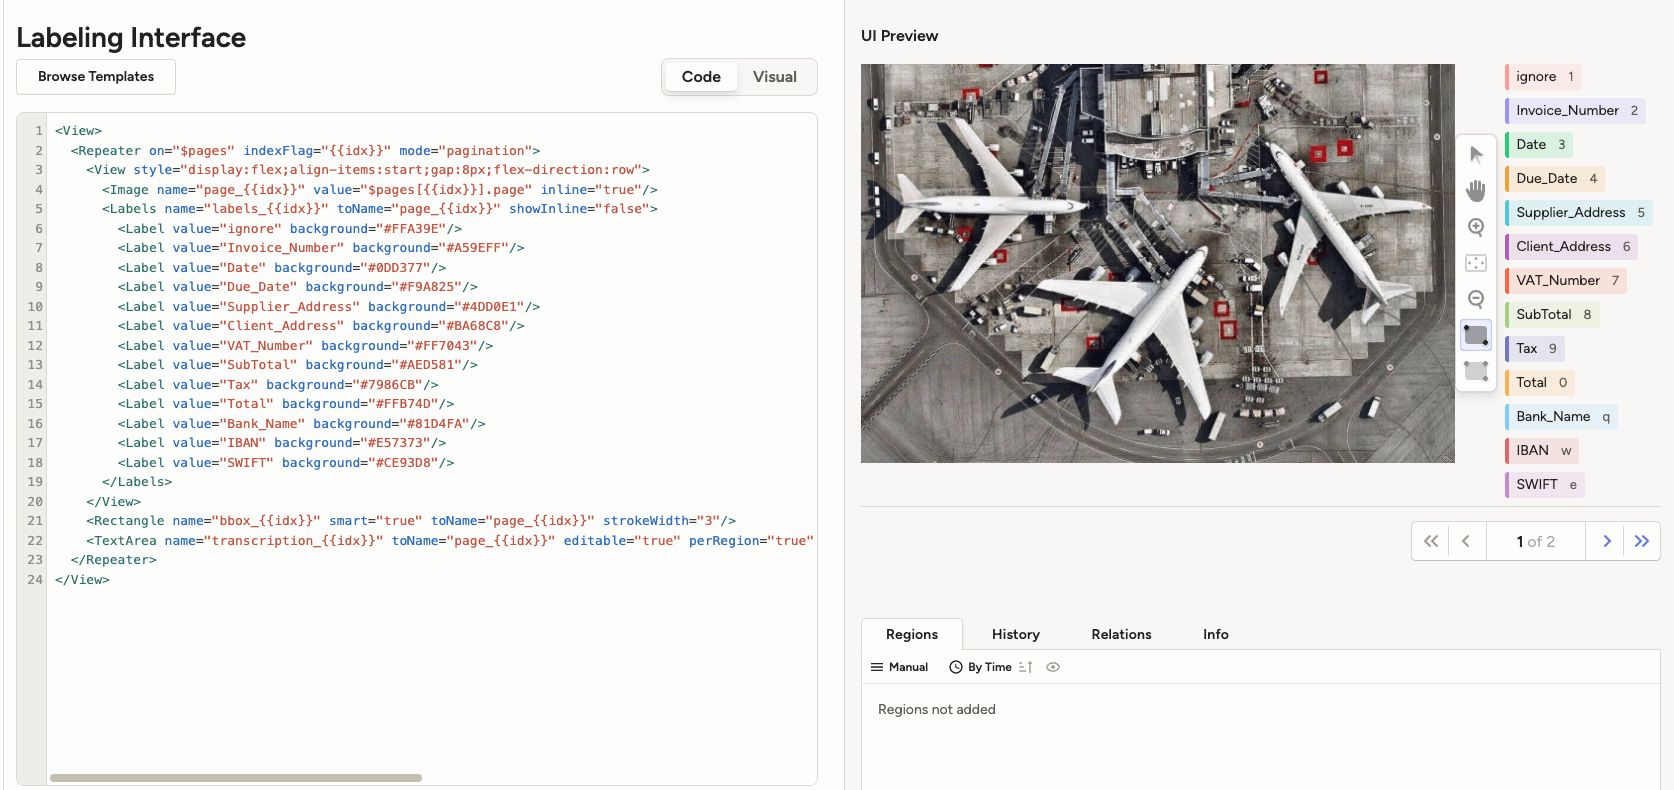 Labeling Interface
Browse Templates
Code
Visual
1 <View>
2 <Repeater on="$pages" indexFlag="{{idx}}" mode="pagination">
3 <View style="display:flex;align-items:start;gap:8px;flex-direction:row">
4 <Image name="page_{{idx}}" value="$pages[{{idx}}].page" inline="true"/>
5 <Labels name="labels_{{idx}}" toName="page_{{idx}}" showInline="false">
6 <Label value="ignore" background="#FFA39E"/>
7 <Label value="Invoice_Number" background="#A59EFF"/>
8 <Label value="Date" background="#0DD377"/>
9 <Label value="Due_Date" background="#F9A825"/>
10 <Label value="Supplier_Address" background="#4DD0E1"/>
11 <Label value="Client_Address" background="#BA68C8"/>
12 <Label value="VAT_Number" background="#FF7043"/>
13 <Label value="SubTotal" background="#AED581"/>
14 <Label value="Tax" background="#7986CB"/>
15 <Label value="Total" background="#FFB74D"/>
16 <Label value="Bank_Name" background="#81D4FA"/>
17 <Label value="IBAN" background="#E57373"/>
18 <Label value="SWIFT" background="#CE93D8"/>
19 </Labels>
20 </View>
21 <Rectangle name="bbox_{{idx}}" smart="true" toName="page_{{idx}}" strokeWidth="3"/>
22 <TextArea name="transcription_{{idx}}" toName="page_{{idx}}" editable="true" perRegion="true"
23 </Repeater>
24 </View>
UI Preview
ignore 1
Invoice_Number 2
Date 3
Due_Date 4
Supplier_Address 5
Client_Address 6
VAT_Number 7
SubTotal 8
Tax 9
Total 0
Bank_Name q
IBAN w
SWIFT e
1 of 2
Regions
History
Relations
Info
Manual
By Time
Regions not added